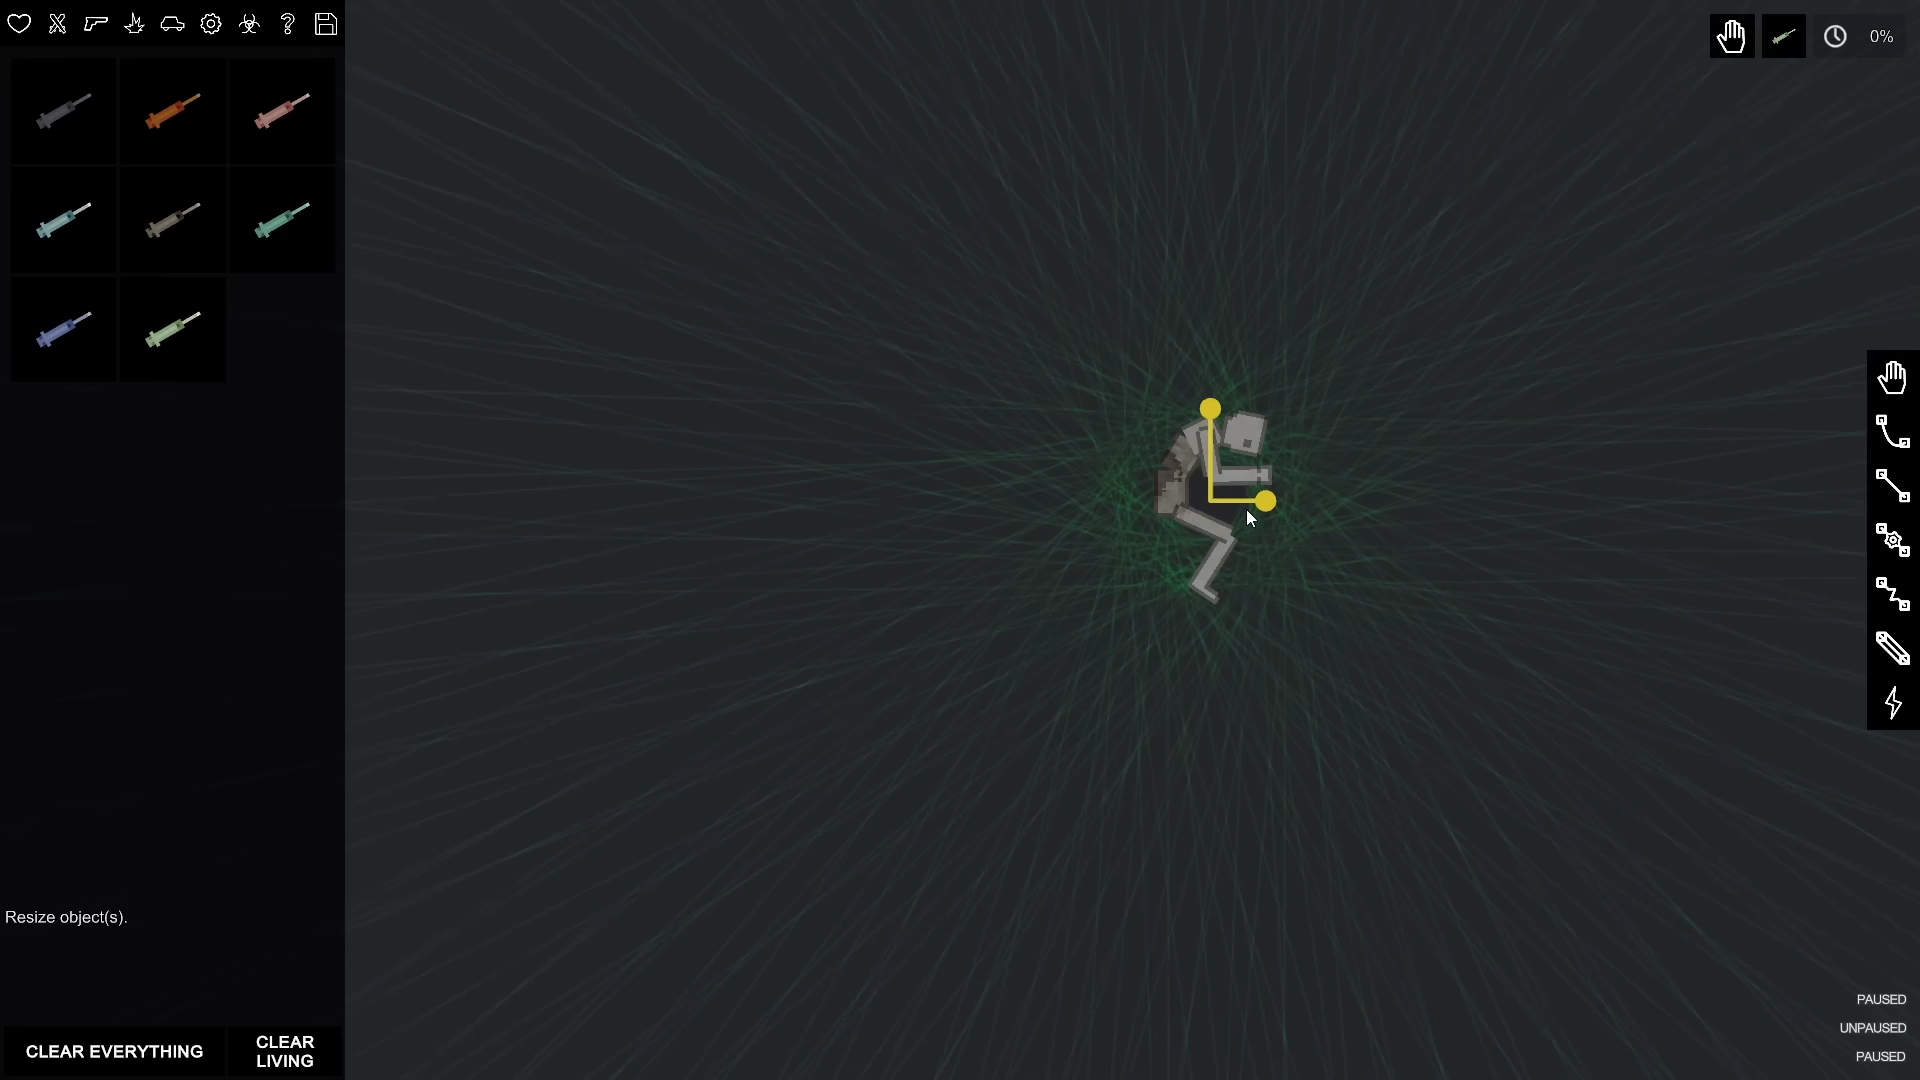 0%
Resize object(s).
CLEAR EVERYTHING
CLEAR
LIVING
PAUSED
UNPAUSED
PAUSED